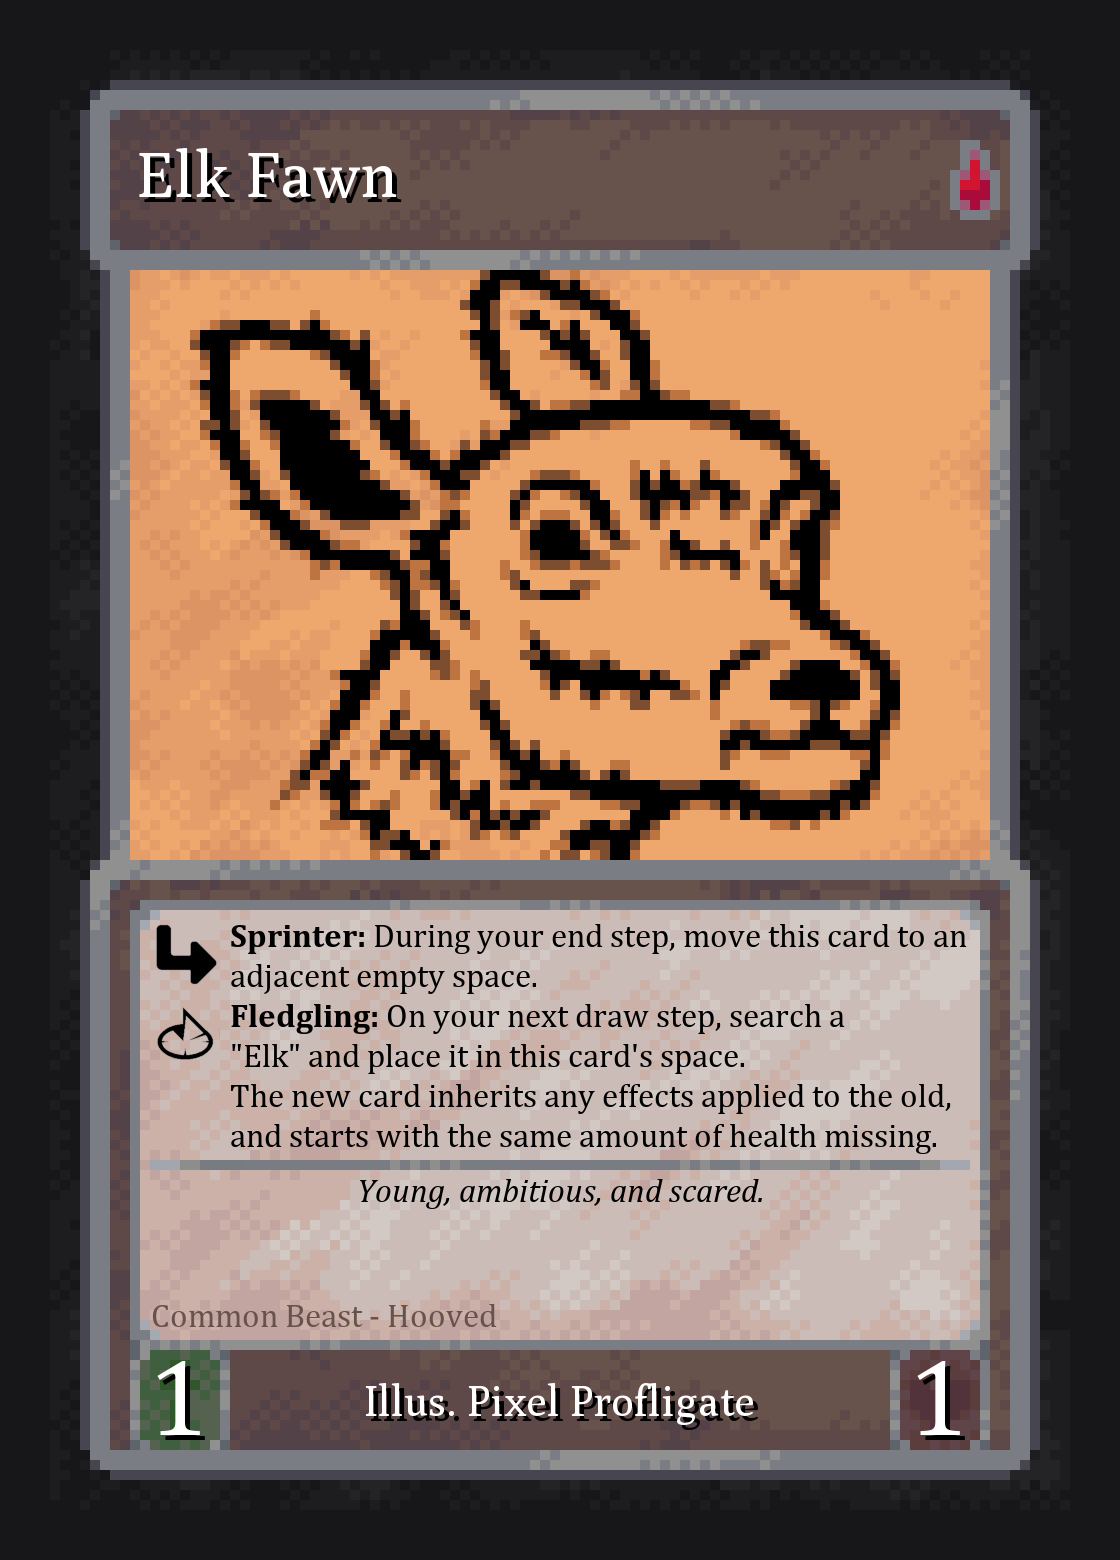 Elk Fawn
Sprinter: During your end step, move this card to an
adjacent empty space.
Fledgling: On your next draw step, search a
"Elk" and place it in this card's space.
The new card inherits any effects applied to the old,
and starts with the same amount of health missing.
Young, ambitious, and scared.
Common Beast - Hooved
1
Illus. Pixel Profligate
1